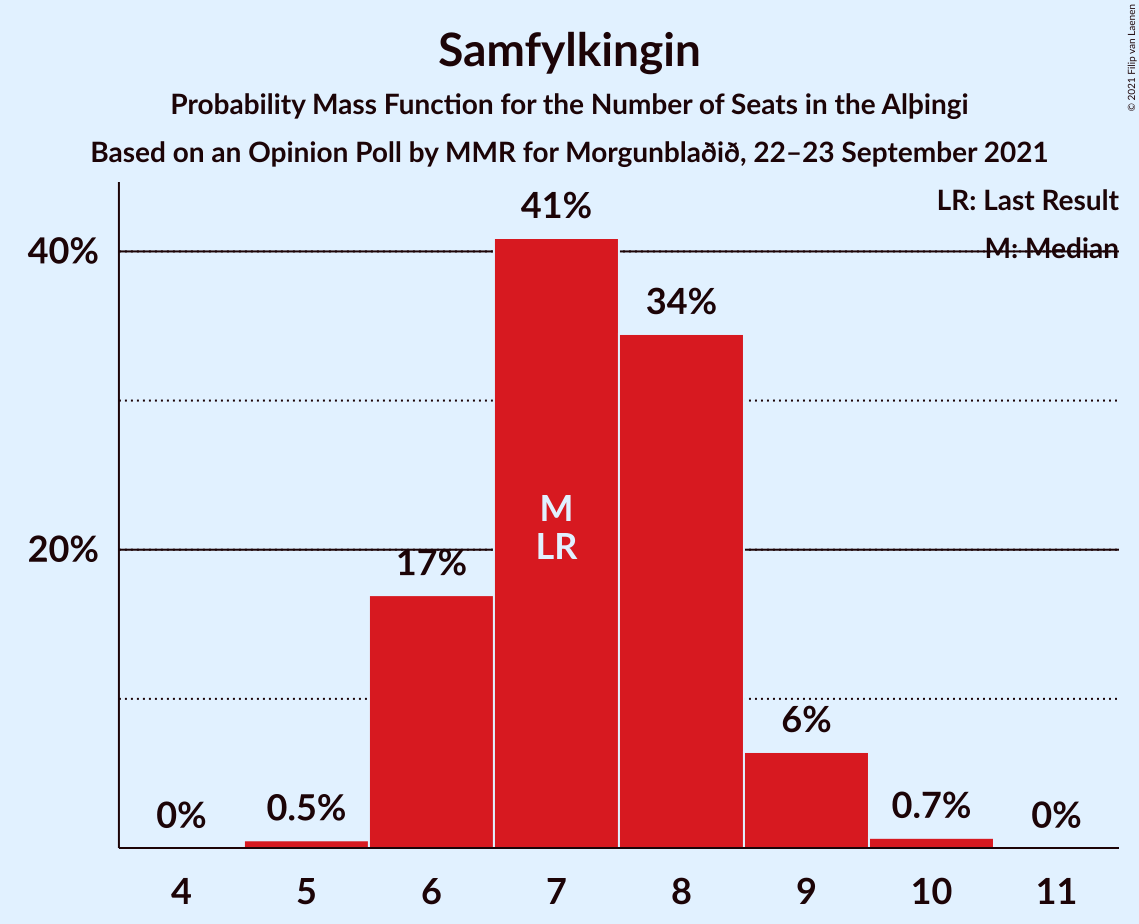 Samfylkingin
Probability Mass Function for the Number of Seats in the Alþingi
Based on an Opinion Poll by MMR for Morgunblaðið, 22–23 September 2021
© 2021 Filip van Laenen
LR: Last Result
M: Median
40%
20%
0%
0.5%
17%
41%
34%
6%
0.7%
0%
M
LR
4
5
6
7
8
9
10
11